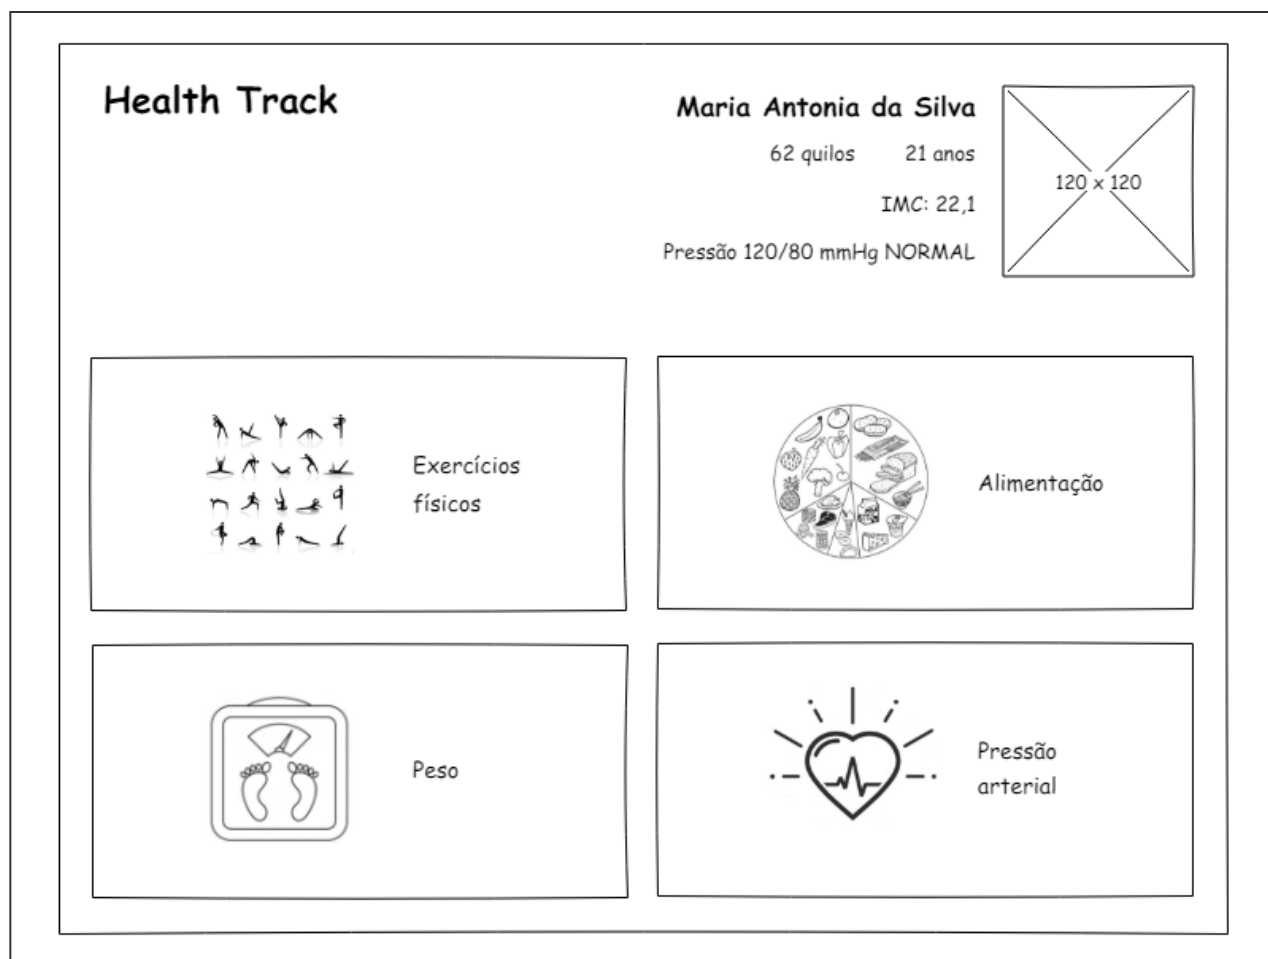 Health Track
Maria Antonia da Silva
62 quilos 21 anos
IMC: 22,1
Pressão 120/80 mmHg NORMAL
120 x 120
Exercícios
físicos
Alimentação
Peso
Pressão
arterial